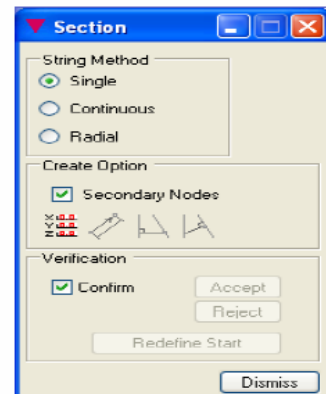 Section
String Method
Single
Continuous
Radial
Create Option
Secondary Nodes
X
Y
Z
Verification
Confirm
Accept
Reject
Redefine Start
Dismiss